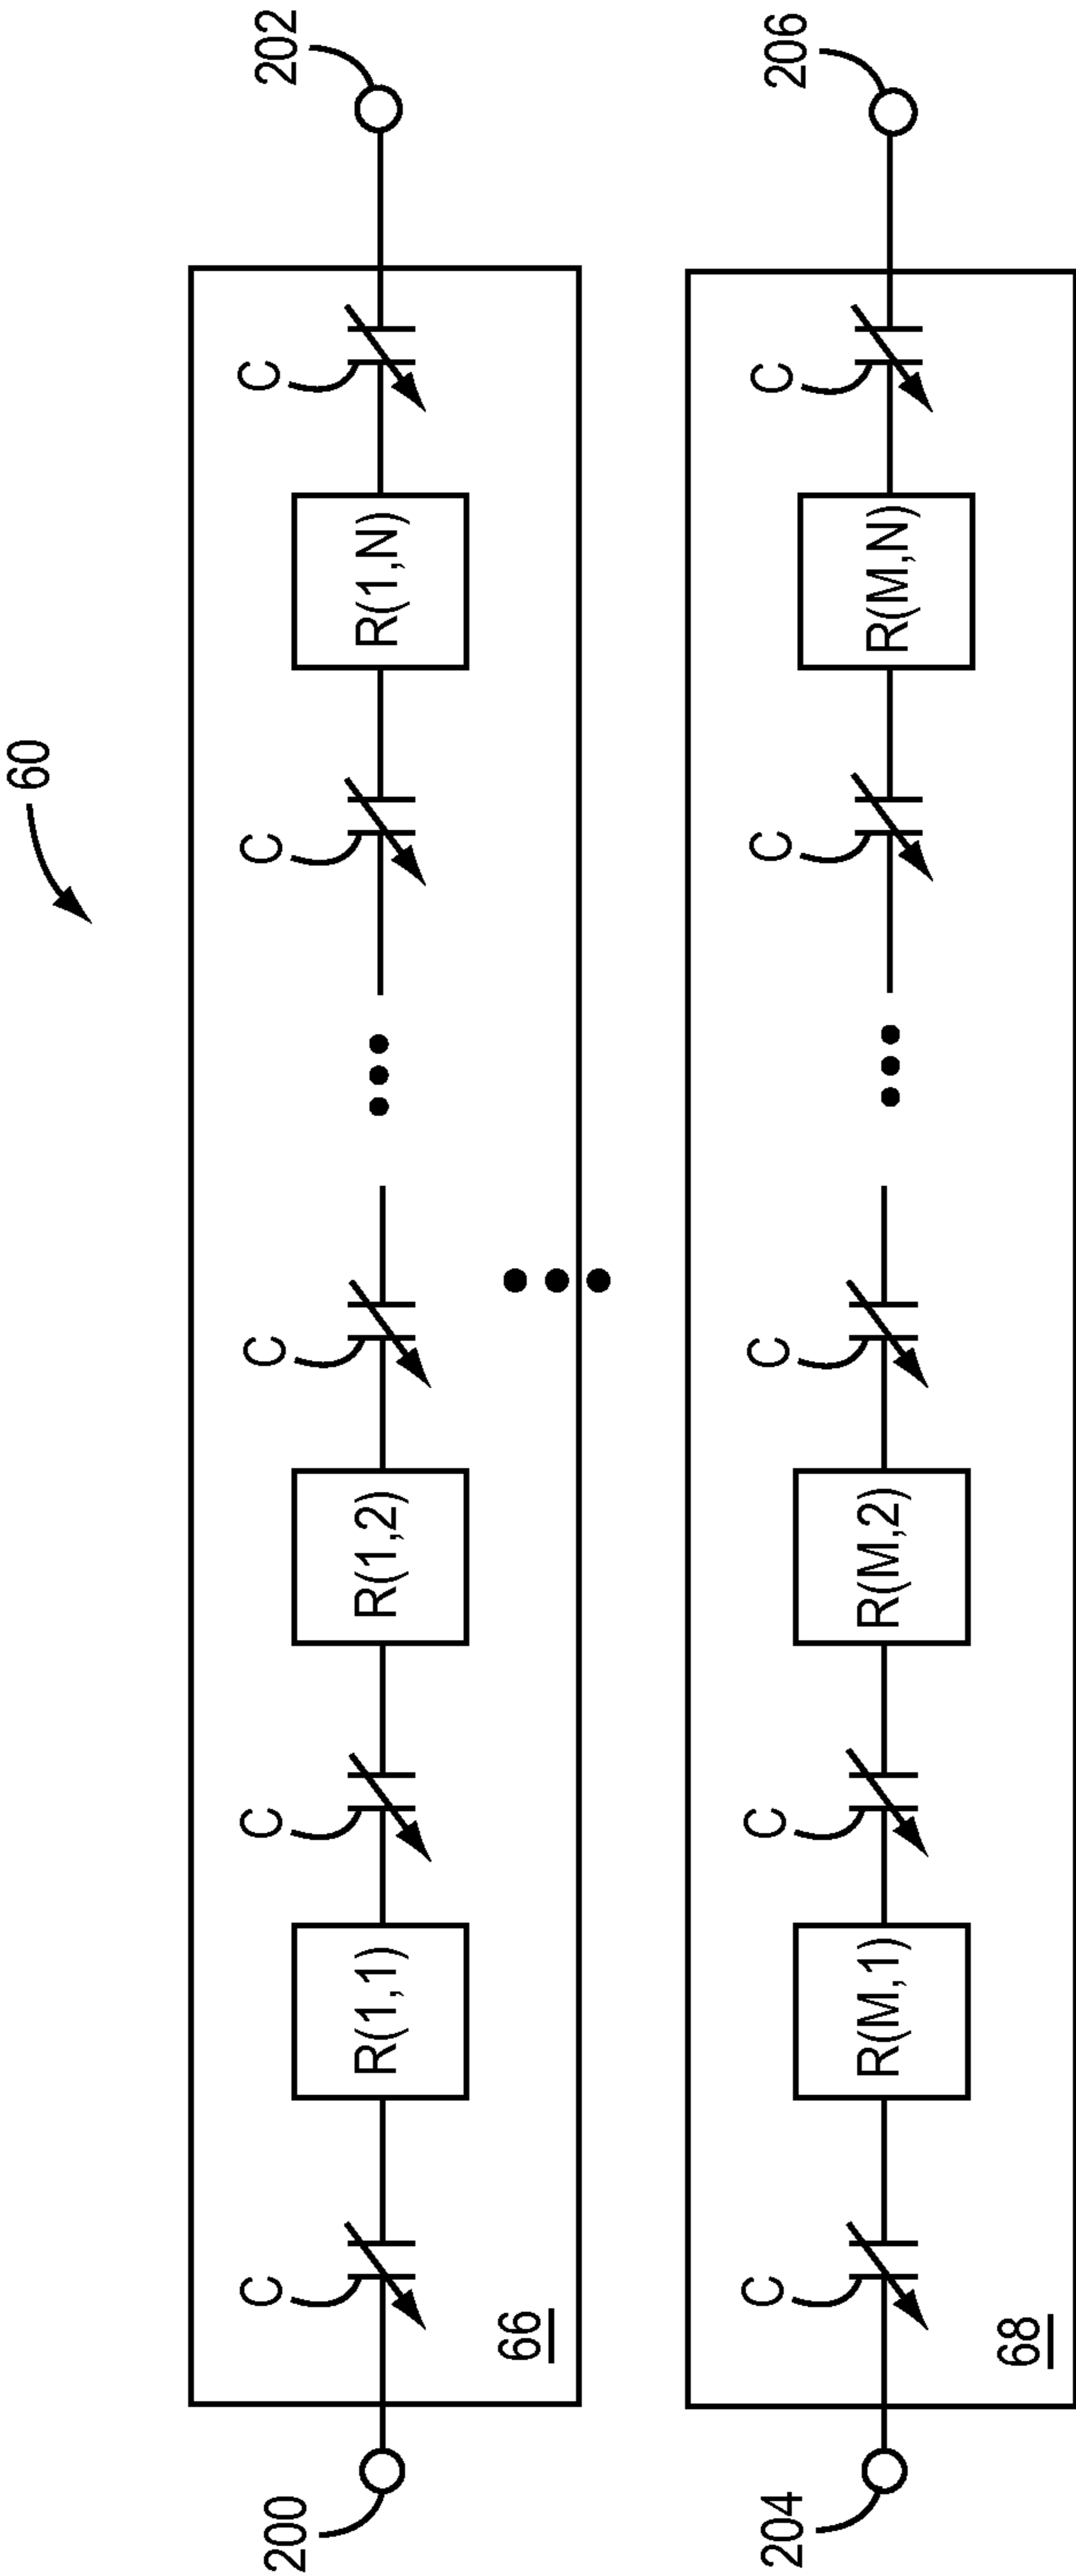 60
C
C
C
C
200
R(1,1)
R(1,2)
R(1,N)
202
66
C
C
C
C
204
R(M,1)
R(M,2)
R(M,N)
206
68